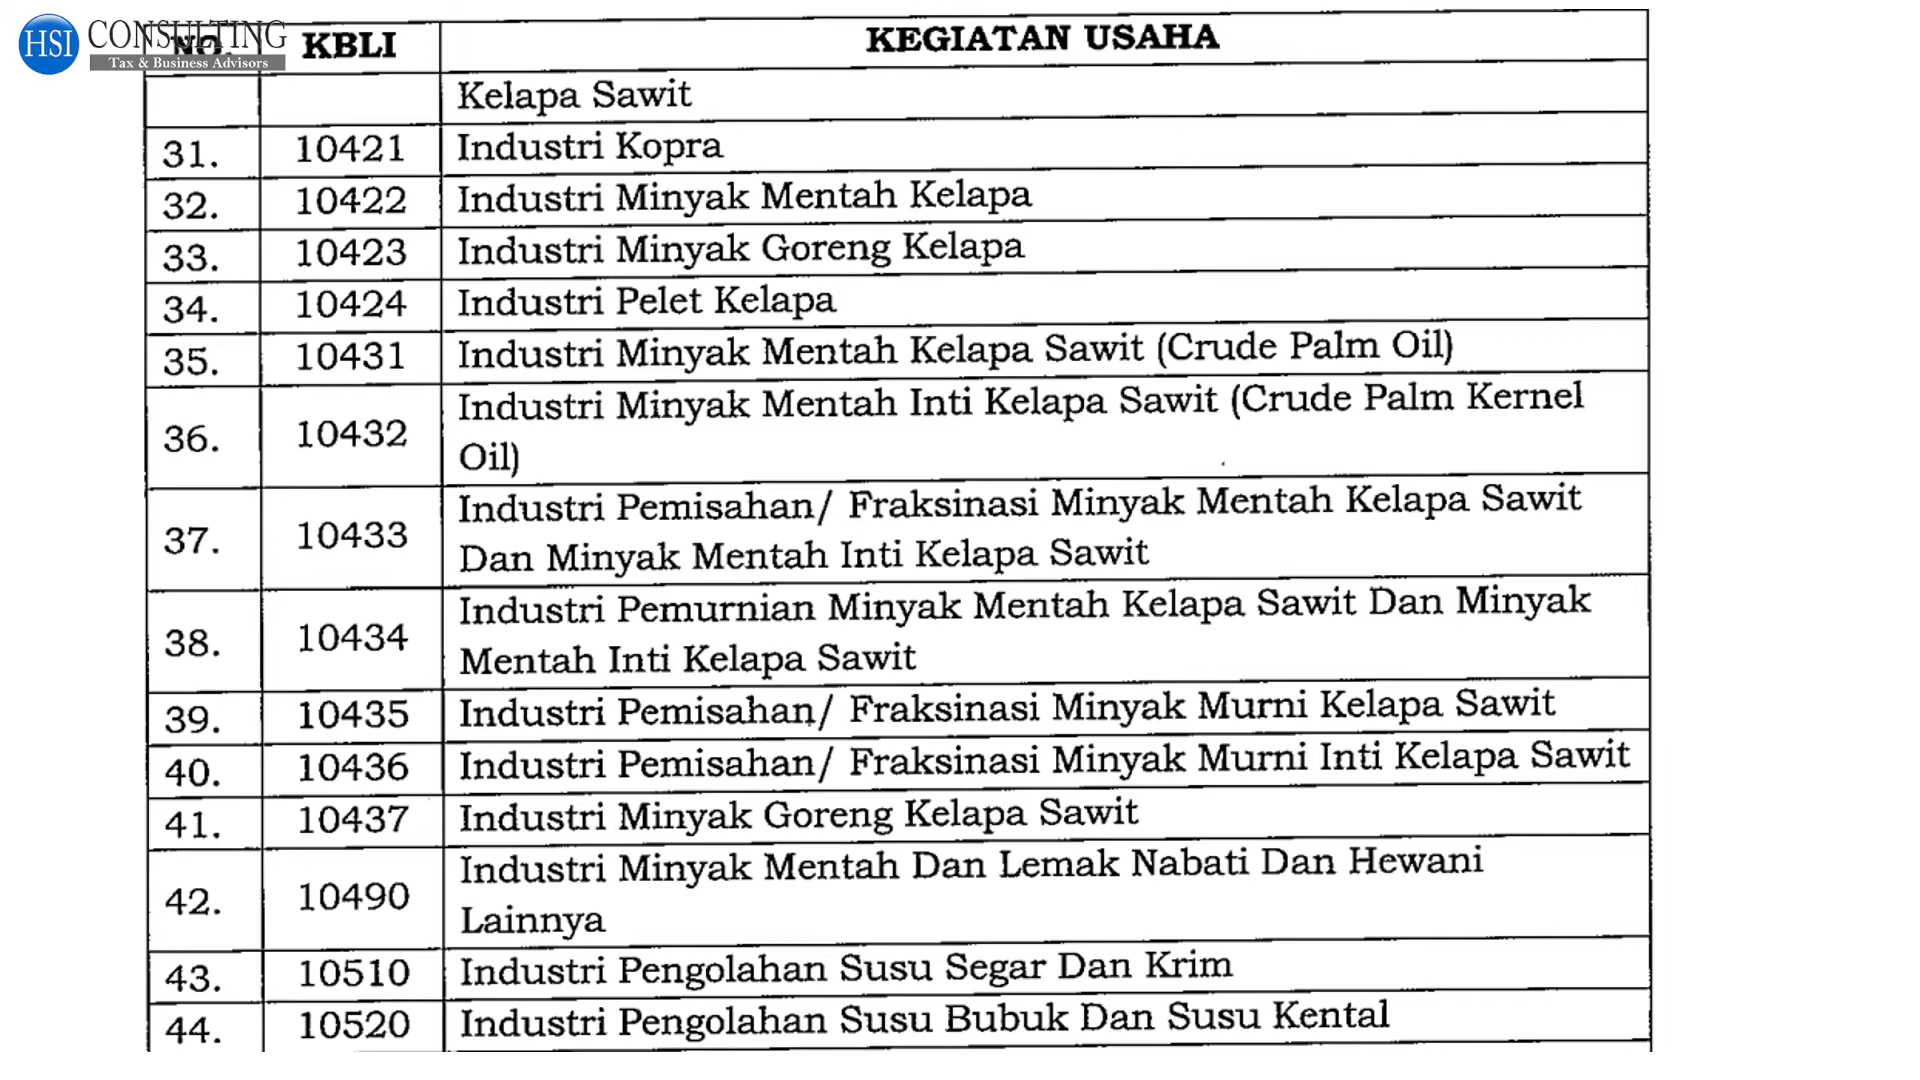 HSI CONSULTING
Tax & Business Advisors
NO. KBLI KEGIATAN USAHA
Kelapa Sawit
31. 10421 Industri Kopra
32. 10422 Industri Minyak Mentah Kelapa
33. 10423 Industri Minyak Goreng Kelapa
34. 10424 Industri Pelet Kelapa
35. 10431 Industri Minyak Mentah Kelapa Sawit (Crude Palm Oil)
36. 10432 Industri Minyak Mentah Inti Kelapa Sawit (Crude Palm Kernel
Oil)
37. 10433 Industri Pemisahan/ Fraksinasi Minyak Mentah Kelapa Sawit
Dan Minyak Mentah Inti Kelapa Sawit
38. 10434 Industri Pemurnian Minyak Mentah Kelapa Sawit Dan Minyak
Mentah Inti Kelapa Sawit
39. 10435 Industri Pemisahan/ Fraksinasi Minyak Murni Kelapa Sawit
40. 10436 Industri Pemisahan/ Fraksinasi Minyak Murni Inti Kelapa Sawit
41. 10437 Industri Minyak Goreng Kelapa Sawit
42. 10490 Industri Minyak Mentah Dan Lemak Nabati Dan Hewani
Lainnya
43. 10510 Industri Pengolahan Susu Segar Dan Krim
44. 10520 Industri Pengolahan Susu Bubuk Dan Susu Kental